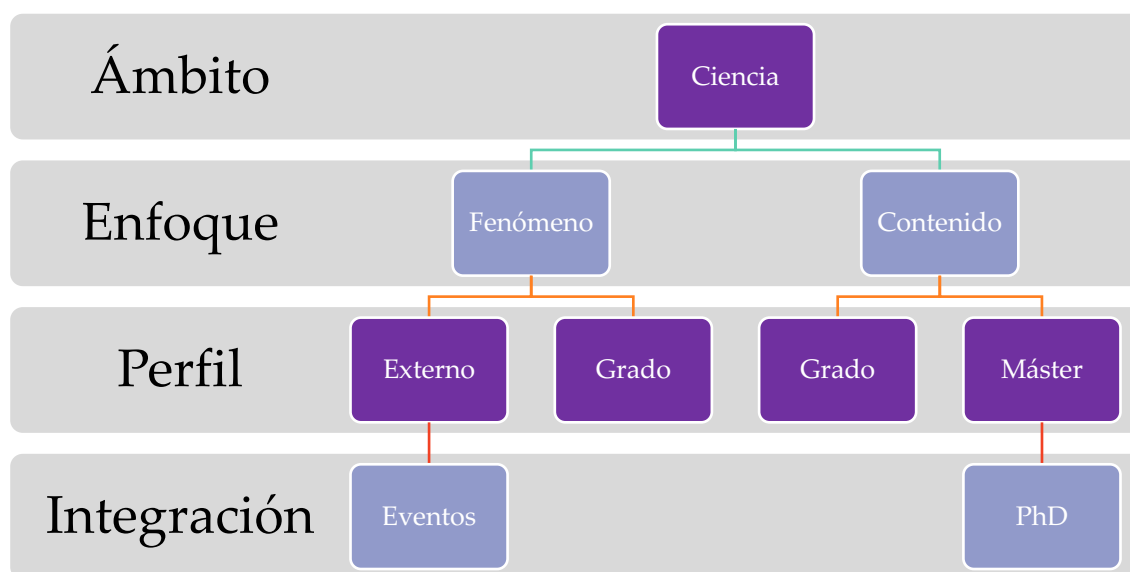 Ámbito
Ciencia
Enfoque
Fenómeno
Contenido
Perfil
Externo
Grado
Grado
Máster
Integración
Eventos
PhD